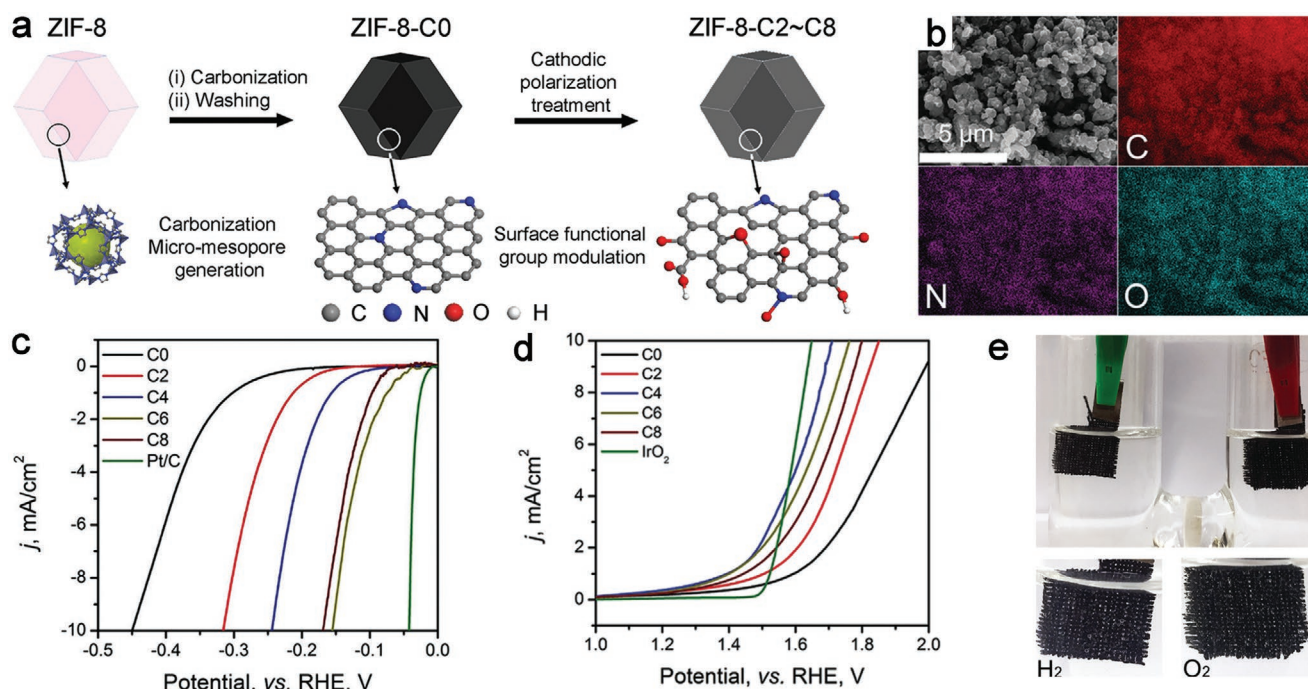 a
ZIF-8
ZIF-8-C0
ZIF-8-C2~C8
(i) Carbonization
(ii) Washing
Cathodic
polarization
treatment
Carbonization
Micro-mesopore
generation
Surface functional
group modulation
C N O H
b
5 μm
C
N
O
c
0
-2
-4
-6
-8
-10
j, mA/cm²
C0
C2
C4
C6
C8
Pt/C
-0.5 -0.4 -0.3 -0.2 -0.1 0.0
Potential, vs. RHE, V
d
10
8
6
4
2
0
j, mA/cm²
C0
C2
C4
C6
C8
IrO₂
1.0 1.2 1.4 1.6 1.8 2.0
Potential, vs. RHE, V
e
H₂
O₂